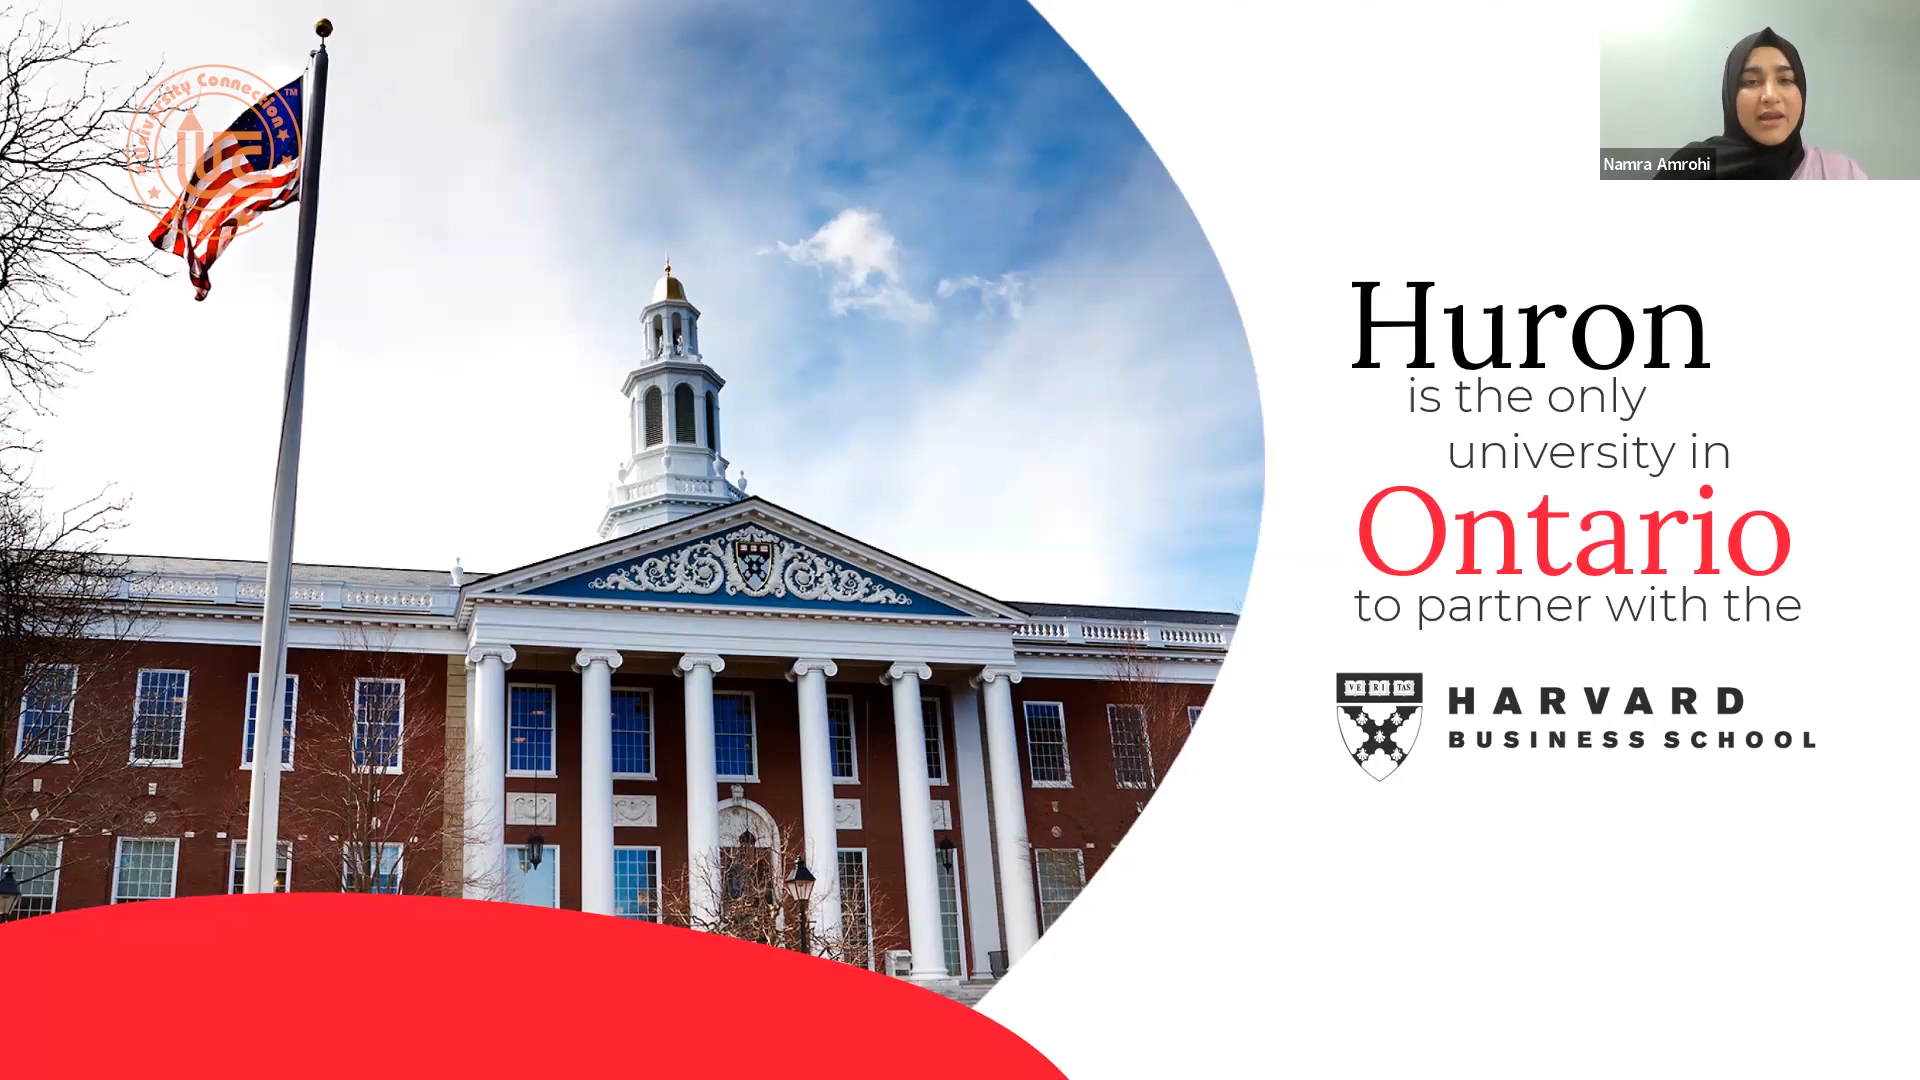 University Connection
TM
UC
Namra Amrohi
Huron
is the only
university in
Ontario
to partner with the
VE RI TAS
HARVARD
BUSINESS SCHOOL